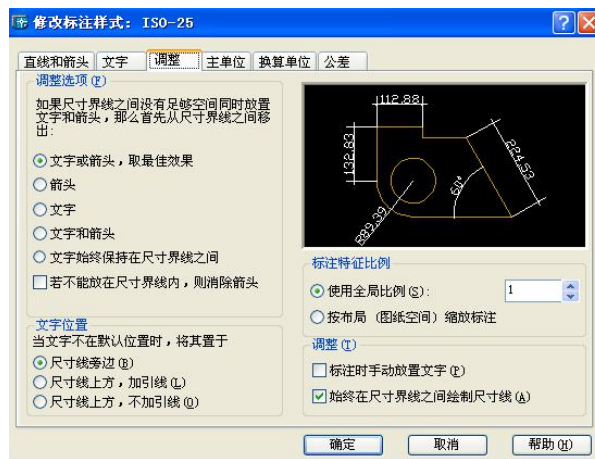 修改标注样式: ISO-25
直线和箭头 文字 调整 主单位 换算单位 公差
调整选项(F)
如果尺寸界线之间没有足够空间同时放置
文字和箭头，那么首先从尺寸界线之间移
出:
文字或箭头，取最佳效果
箭头
文字
文字和箭头
文字始终保持在尺寸界线之间
若不能放在尺寸界线内，则消除箭头
文字位置
当文字不在默认位置时，将其置于
尺寸线旁边(B)
尺寸线上方，加引线(L)
尺寸线上方，不加引线(O)
112.88
132.83
224.53
60°
R89.39
标注特征比例
使用全局比例(S): 1
按布局（图纸空间）缩放标注
调整(T)
标注时手动放置文字(P)
始终在尺寸界线之间绘制尺寸线(A)
确定 取消 帮助(H)